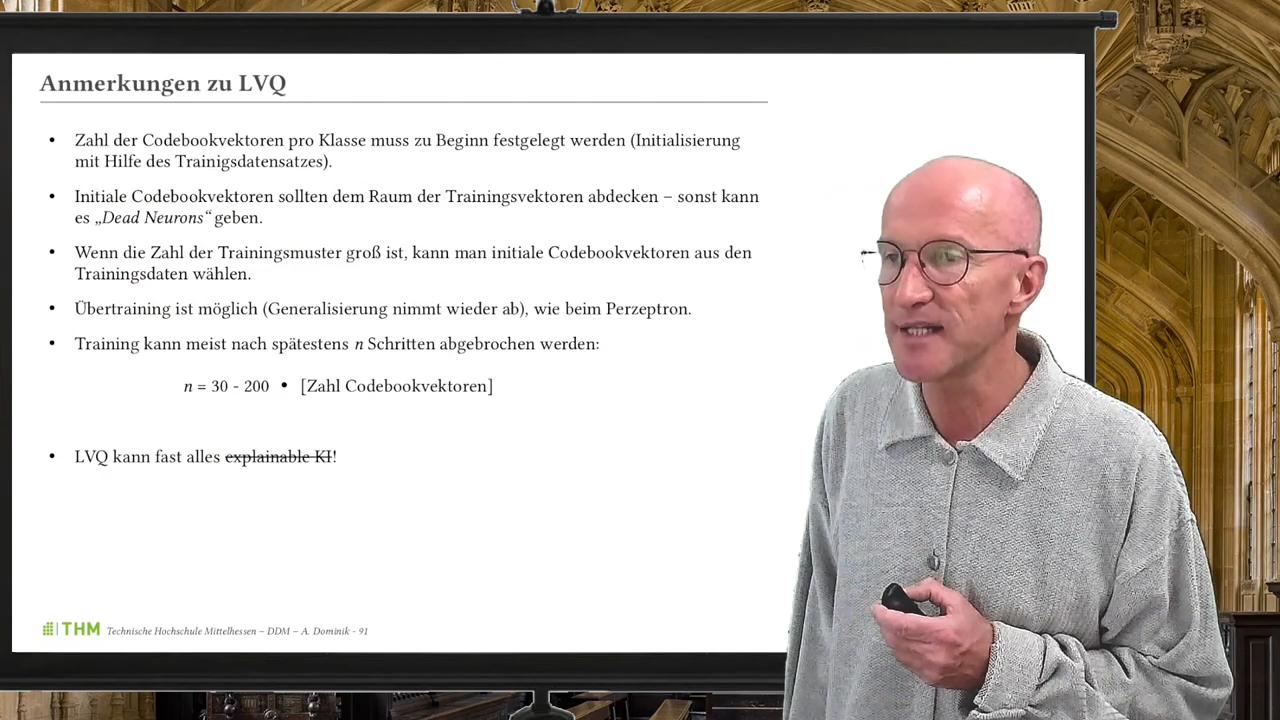 Anmerkungen zu LVQ
• Zahl der Codebookvektoren pro Klasse muss zu Beginn festgelegt werden (Initialisierung
mit Hilfe des Trainigsdatensatzes).
• Initiale Codebookvektoren sollten dem Raum der Trainingsvektoren abdecken – sonst kann
es „Dead Neurons“ geben.
• Wenn die Zahl der Trainingsmuster groß ist, kann man initiale Codebookvektoren aus den
Trainingsdaten wählen.
• Übertraining ist möglich (Generalisierung nimmt wieder ab), wie beim Perzeptron.
• Training kann meist nach spätestens n Schritten abgebrochen werden:
n = 30 - 200 • [Zahl Codebookvektoren]
• LVQ kann fast alles explainable KI!
THM Technische Hochschule Mittelhessen – DDM – A. Dominik - 91